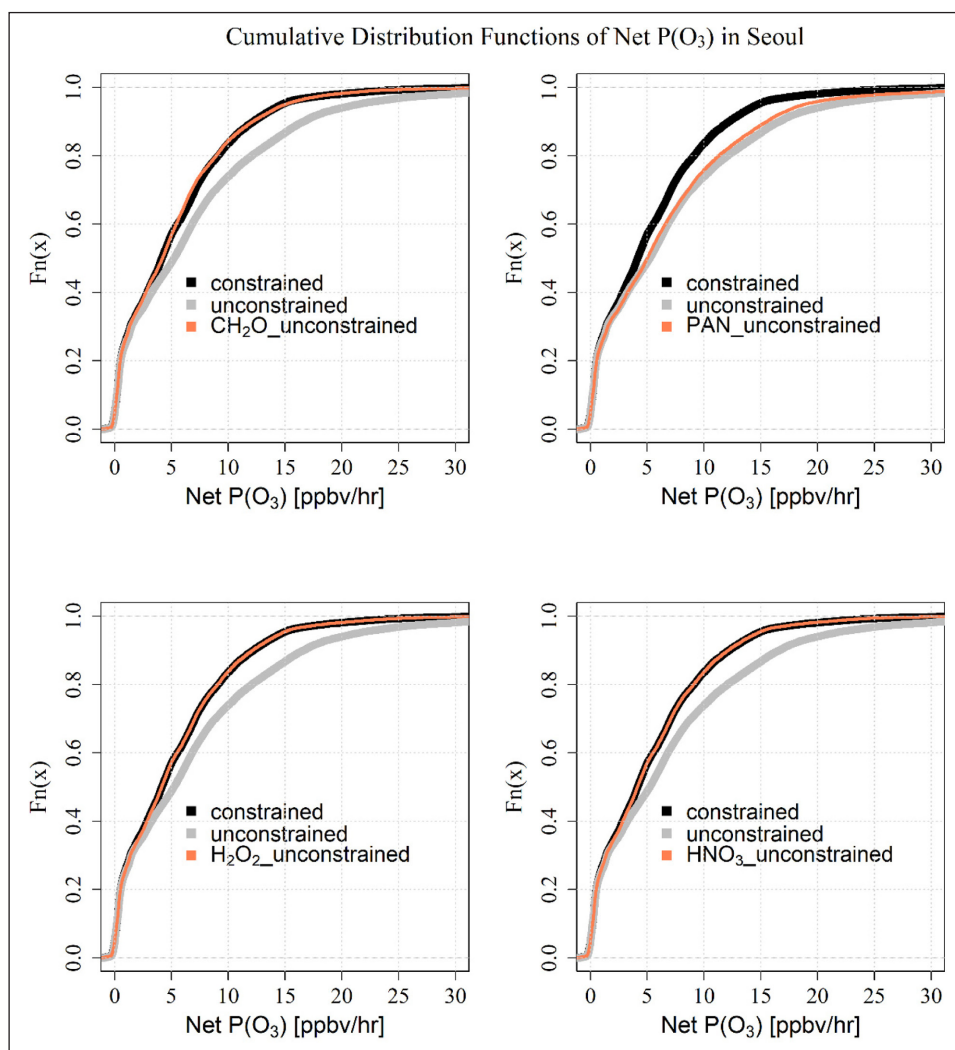 Cumulative Distribution Functions of Net P(O₃) in Seoul
Fn(x)
1.0
0.8
0.6
0.4
0.2
0.0
constrained
unconstrained
CH₂O_unconstrained
0 5 10 15 20 25 30
Net P(O₃) [ppbv/hr]
Fn(x)
1.0
0.8
0.6
0.4
0.2
0.0
constrained
unconstrained
PAN_unconstrained
0 5 10 15 20 25 30
Net P(O₃) [ppbv/hr]
Fn(x)
1.0
0.8
0.6
0.4
0.2
0.0
constrained
unconstrained
H₂O₂_unconstrained
0 5 10 15 20 25 30
Net P(O₃) [ppbv/hr]
Fn(x)
1.0
0.8
0.6
0.4
0.2
0.0
constrained
unconstrained
HNO₃_unconstrained
0 5 10 15 20 25 30
Net P(O₃) [ppbv/hr]